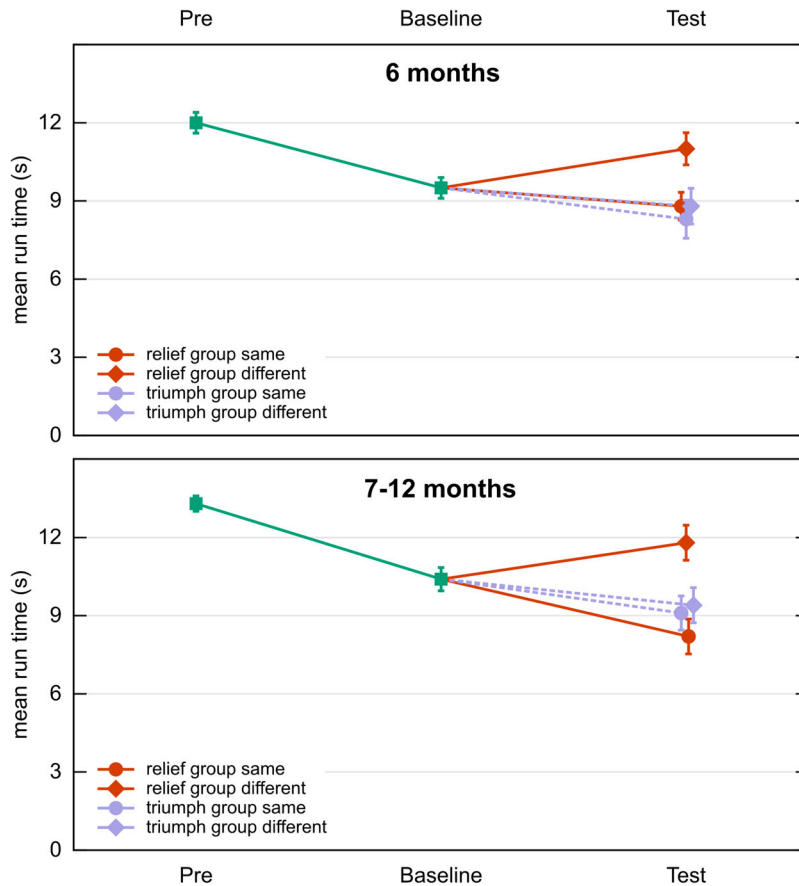 Pre Baseline Test
6 months
mean run time (s)
12
9
6
3
0
relief group same
relief group different
triumph group same
triumph group different
7-12 months
mean run time (s)
12
9
6
3
0
relief group same
relief group different
triumph group same
triumph group different
Pre Baseline Test